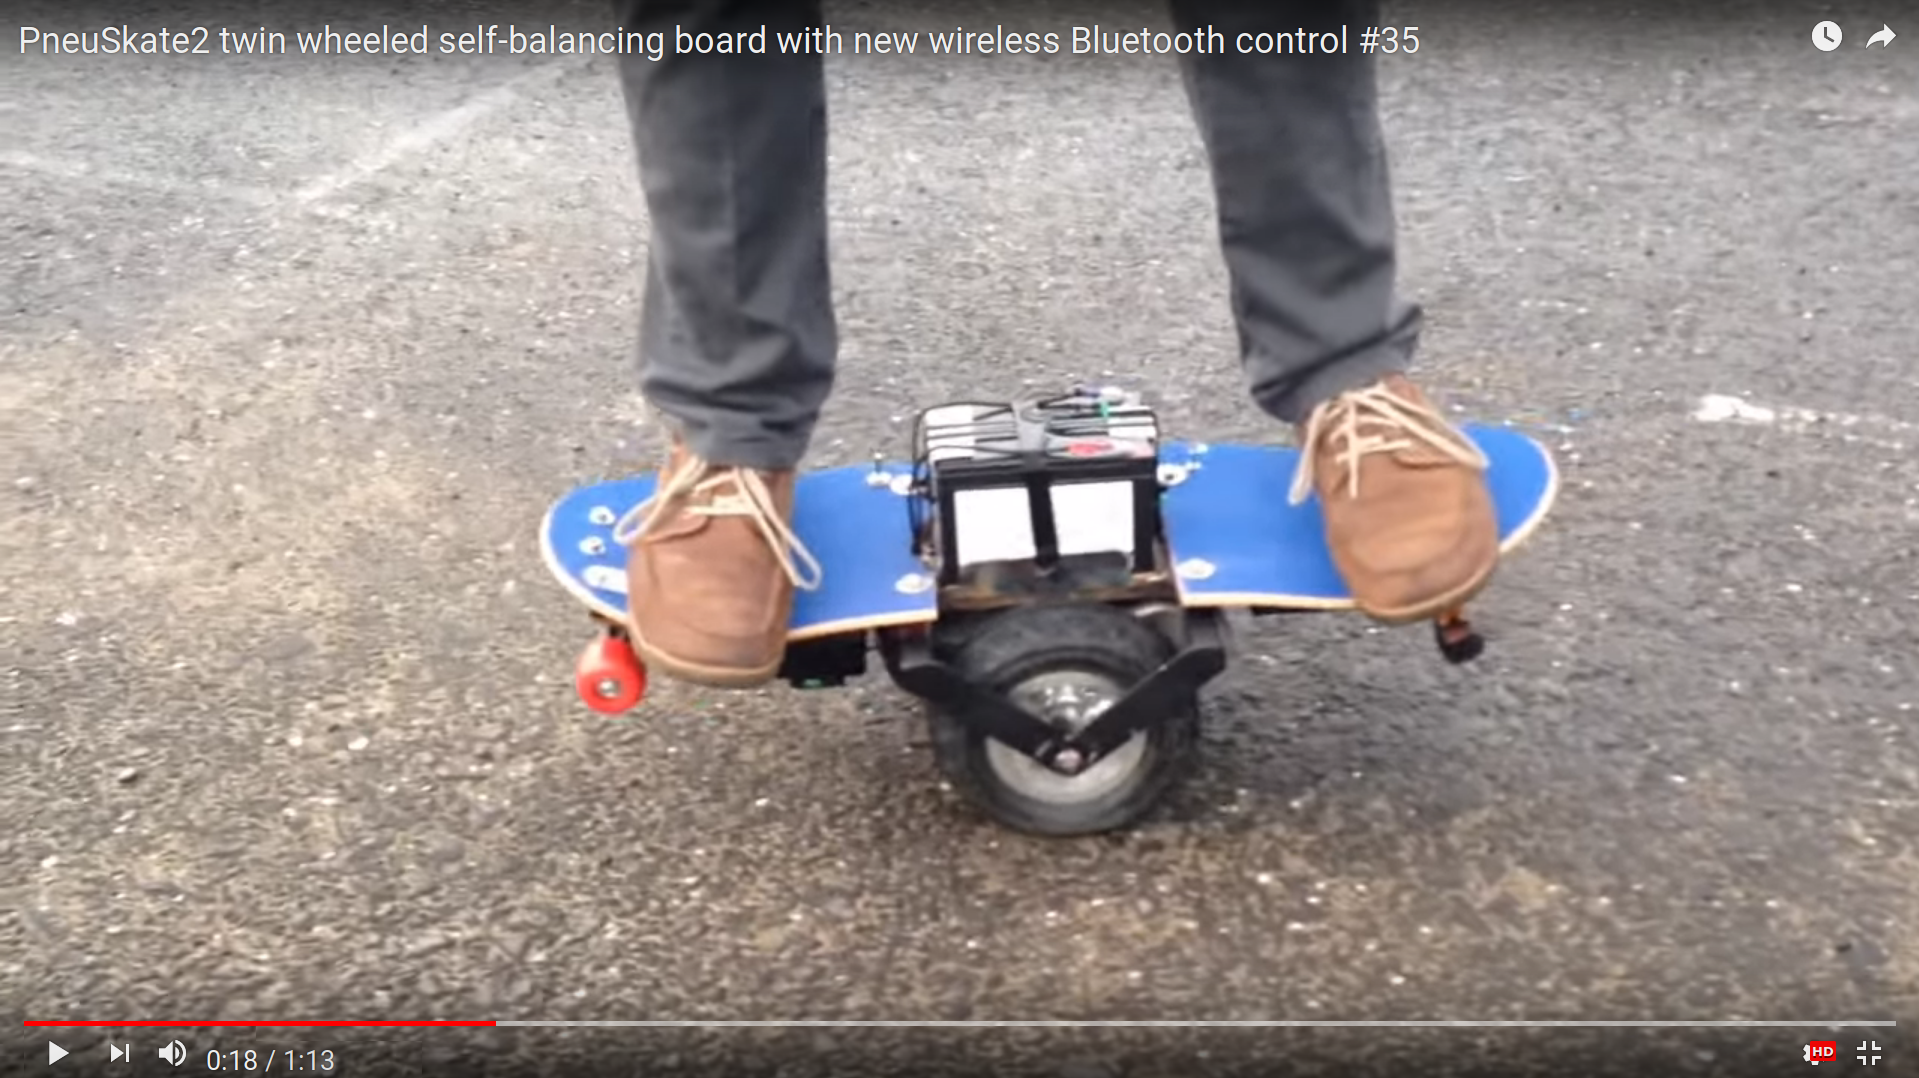 PneuSkate2 twin wheeled self-balancing board with new wireless Bluetooth control #35
0:18 / 1:13
HD